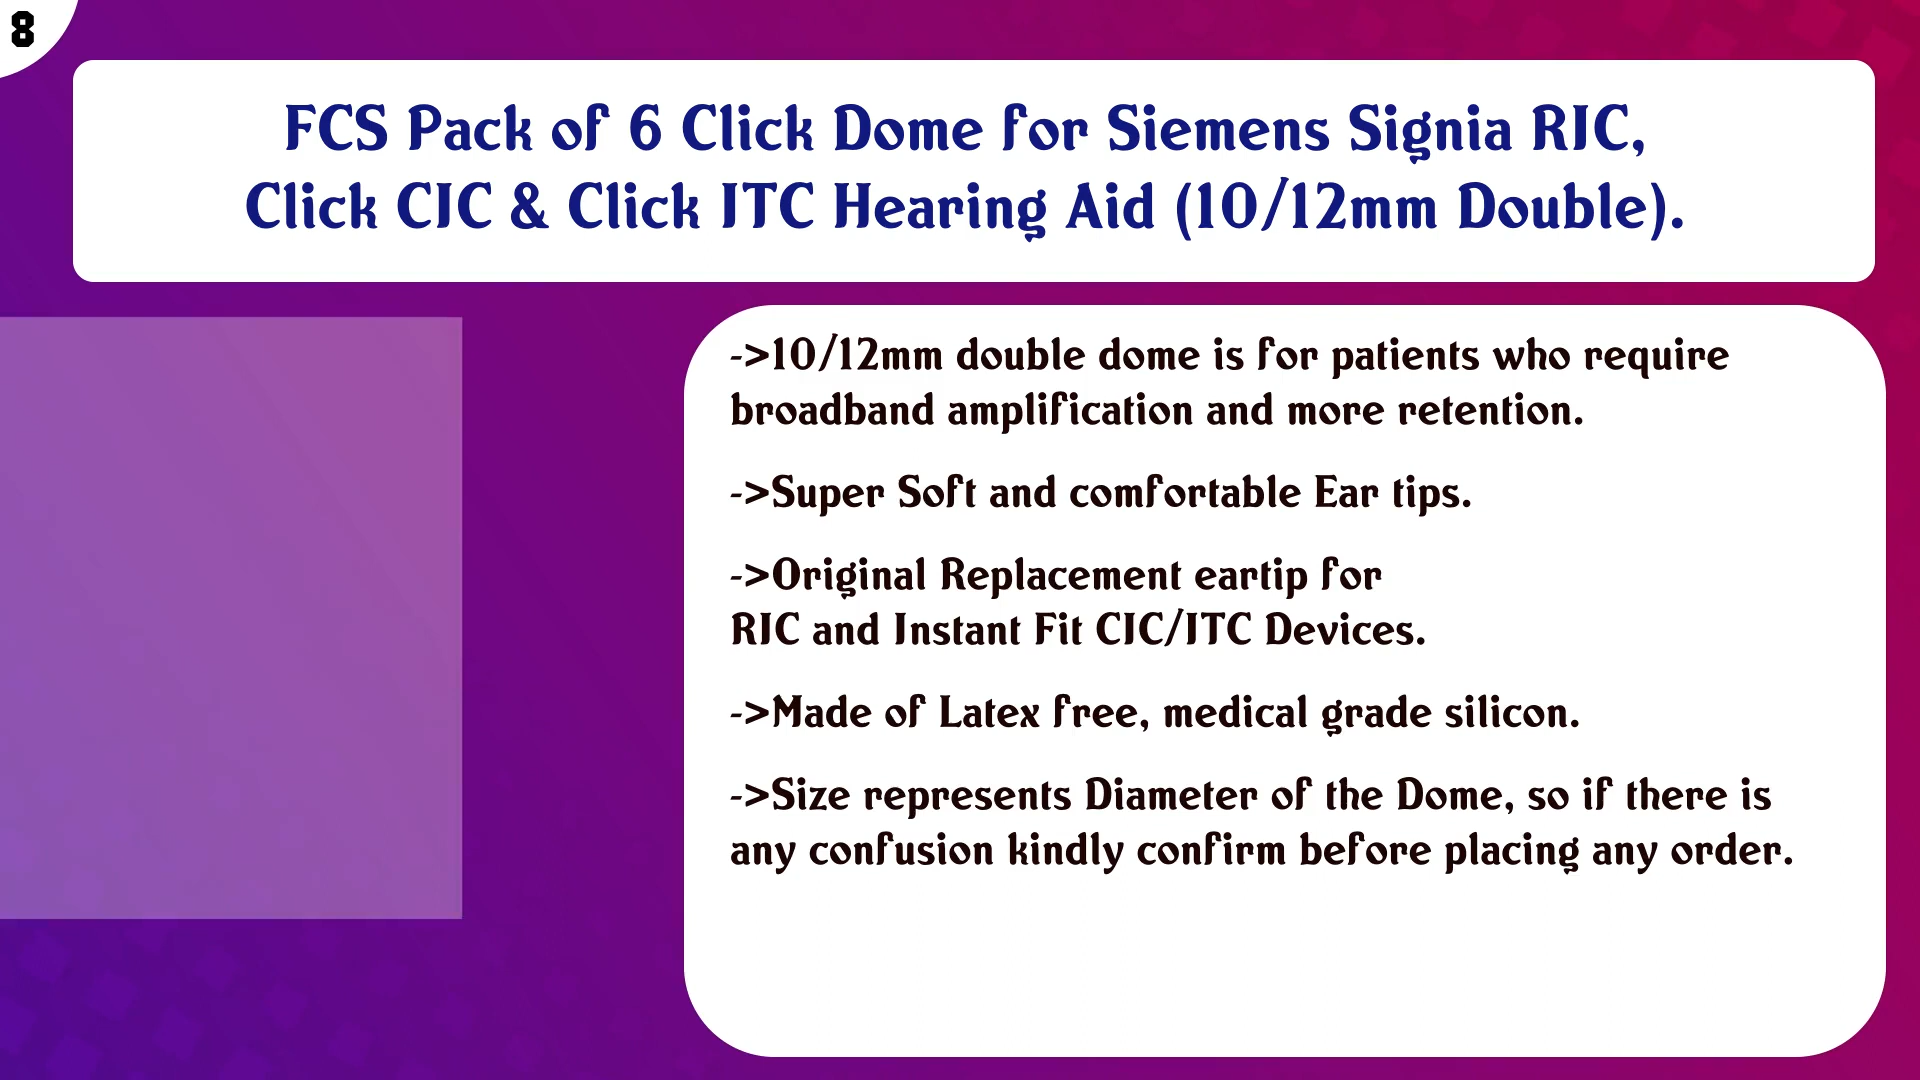 8
FCS Pack of 6 Click Dome for Siemens Signia RIC,
Click CIC & Click ITC Hearing Aid (10/12mm Double).
->10/12mm double dome is for patients who require
broadband amplification and more retention.
->Super Soft and comfortable Ear tips.
->Original Replacement eartip for
RIC and Instant Fit CIC/ITC Devices.
->Made of Latex free, medical grade silicon.
->Size represents Diameter of the Dome, so if there is
any confusion kindly confirm before placing any order.